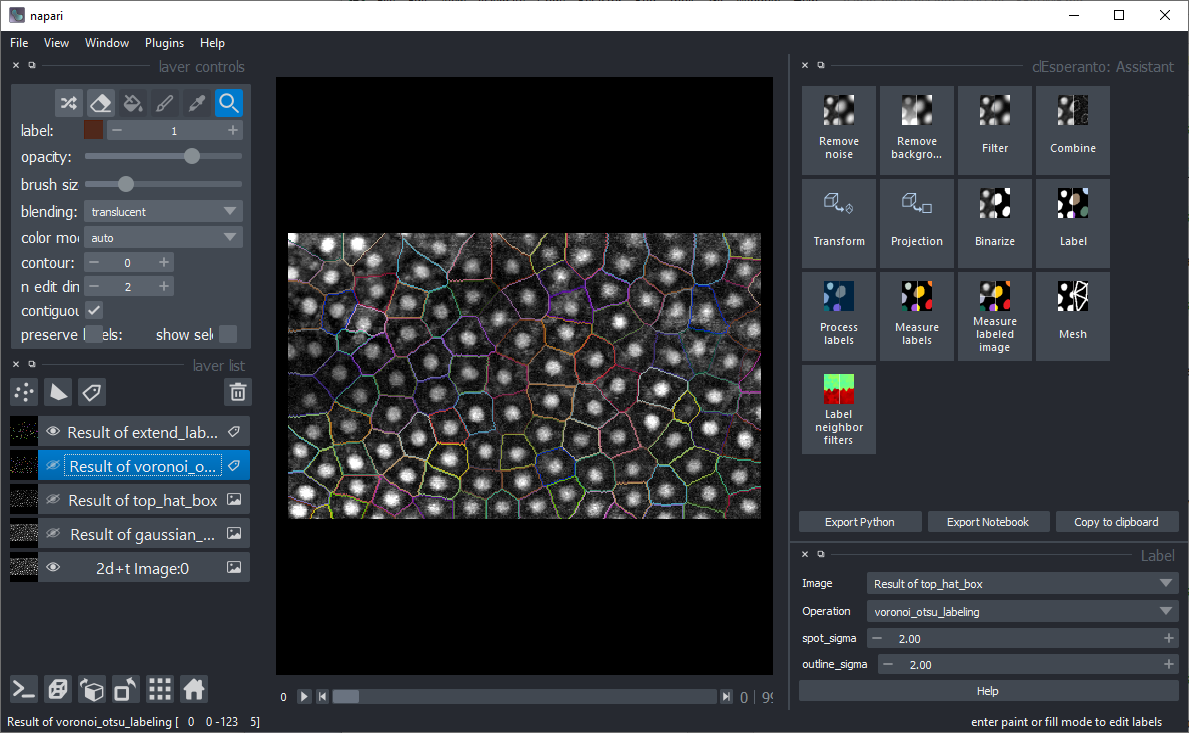 napari
File View Window Plugins Help
layer controls
label: 1
opacity:
brush siz
blending: translucent
color mo auto
contour: 0
n edit din 2
contiguou
preserve l els: show sel
layer list
Result of extend_lab...
Result of voronoi_o...
Result of top_hat_box
Result of gaussian_...
2d+t Image:0
0
0 99
Result of voronoi_otsu_labeling [ 0 0 -123 5]
clEsperanto: Assistant
Remove
noise
Remove
backgro...
Filter
Combine
Transform
Projection
Binarize
Label
Process
labels
Measure
labels
Measure
labeled
image
Mesh
Label
neighbor
filters
Export Python
Export Notebook
Copy to clipboard
Label
Image Result of top_hat_box
Operation voronoi_otsu_labeling
spot_sigma 2.00
outline_sigma 2.00
Help
enter paint or fill mode to edit labels